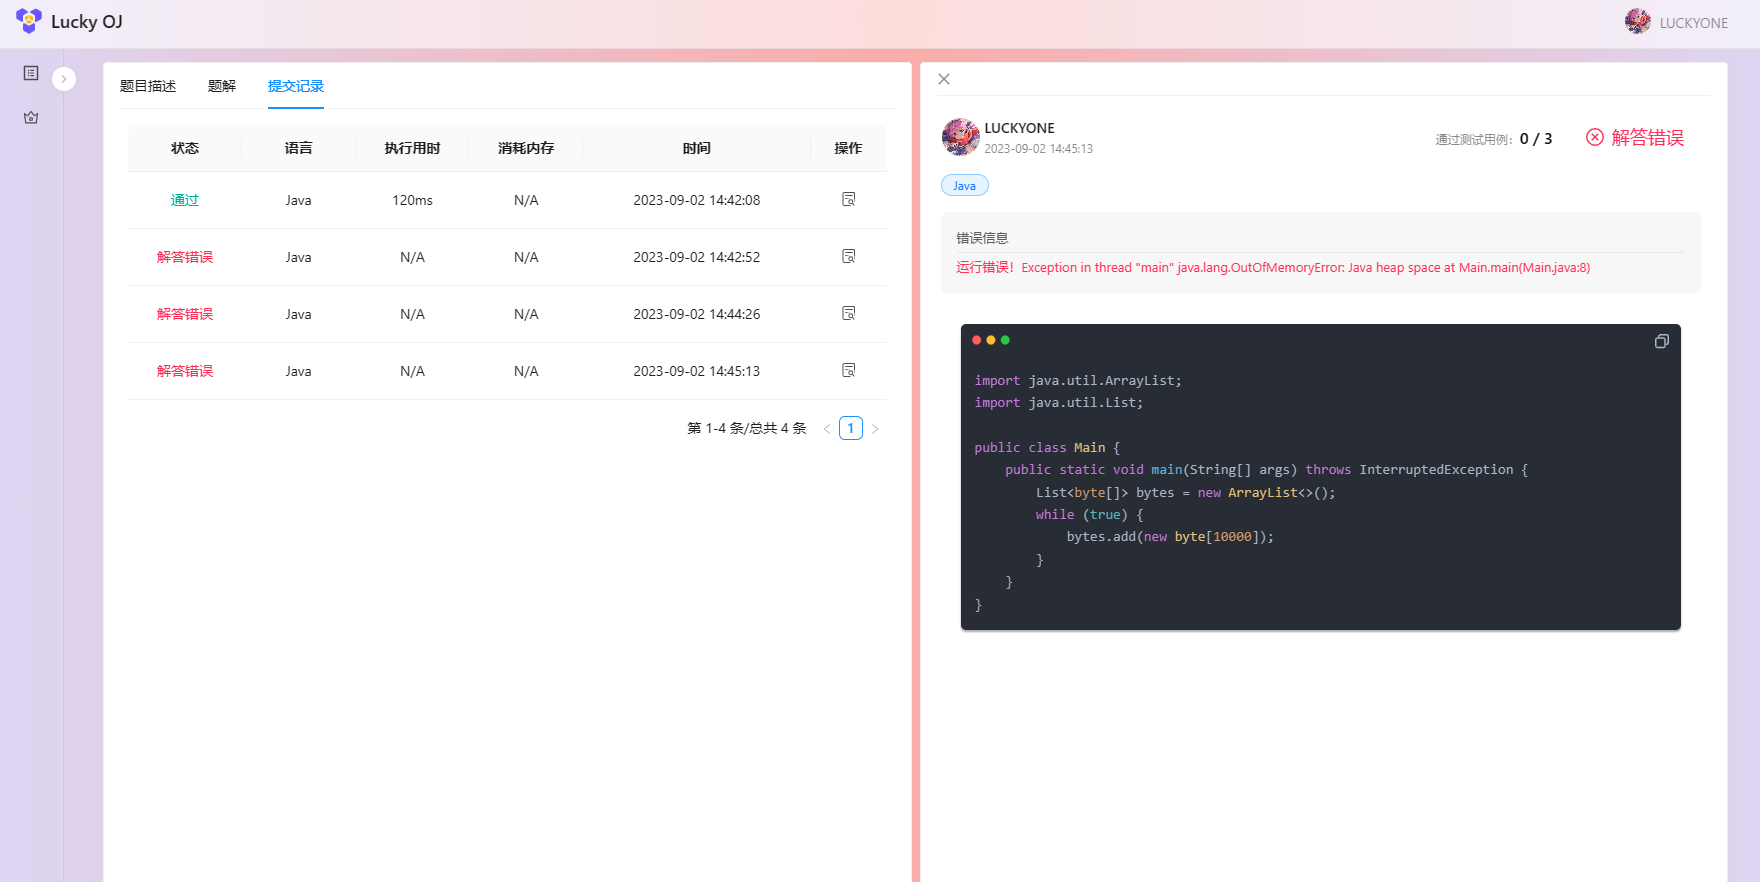 Lucky OJ
LUCKYONE
题目描述 题解 提交记录
状态 语言 执行用时 消耗内存 时间 操作
通过 Java 120ms N/A 2023-09-02 14:42:08
解答错误 Java N/A N/A 2023-09-02 14:42:52
解答错误 Java N/A N/A 2023-09-02 14:44:26
解答错误 Java N/A N/A 2023-09-02 14:45:13
第 1-4 条/总共 4 条 < 1 >
LUCKYONE
2023-09-02 14:45:13
通过测试用例: 0 / 3
解答错误
Java
错误信息
运行错误！Exception in thread "main" java.lang.OutOfMemoryError: Java heap space at Main.main(Main.java:8)
import java.util.ArrayList;
import java.util.List;
public class Main {
    public static void main(String[] args) throws InterruptedException {
        List<byte[]> bytes = new ArrayList<>();
        while (true) {
            bytes.add(new byte[10000]);
        }
    }
}